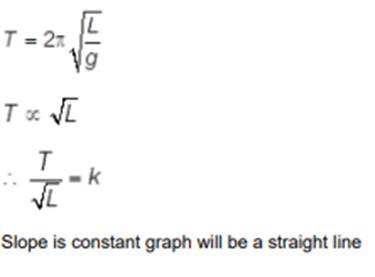 T = 2π√(L/g)
T ∝ √L
∴ T/√L = k
Slope is constant graph will be a straight line